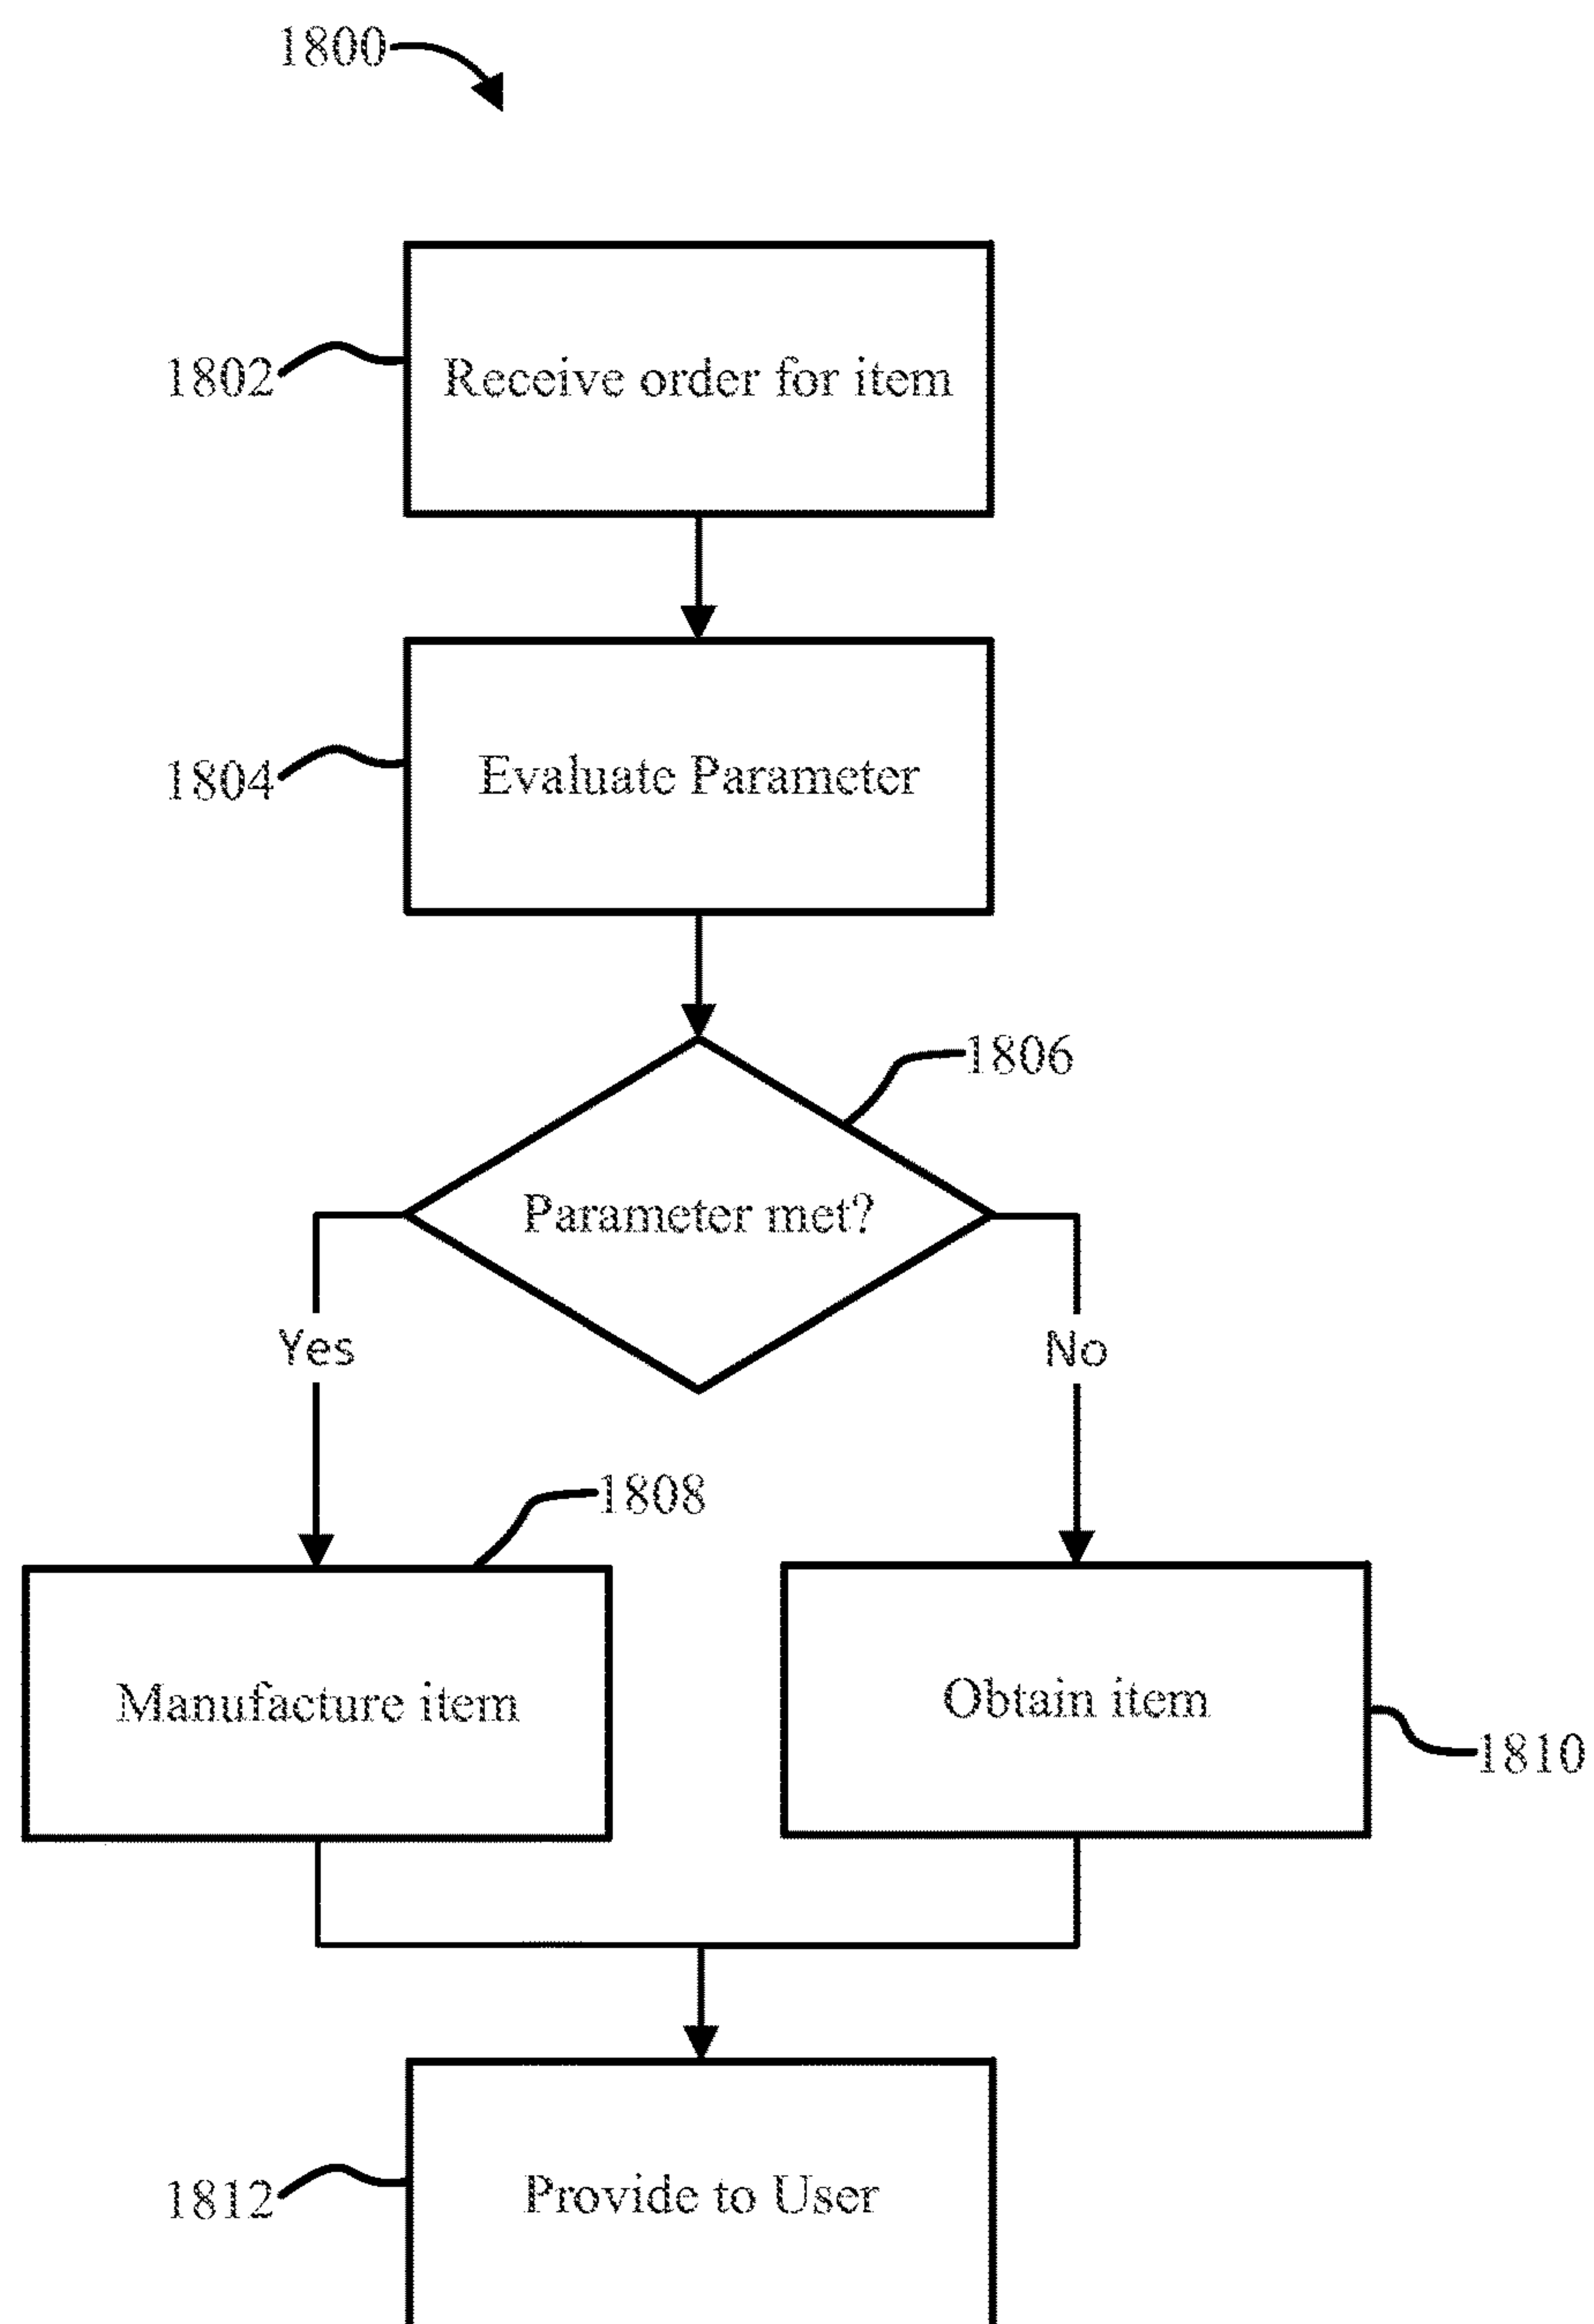 1800
1802
Receive order for item
1804
Evaluate Parameter
1806
Parameter met?
Yes
No
1808
Manufacture item
Obtain item
1810
1812
Provide to User